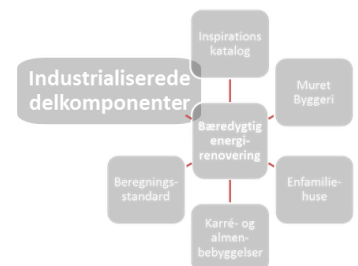 Inspirations
katalog
Industrialiserede
delkomponenter
Muret
Byggeri
Bæredygtig
energi-
renovering
Beregnings-
standard
Enfamilie-
huse
Karré- og
almen-
bebyggelser